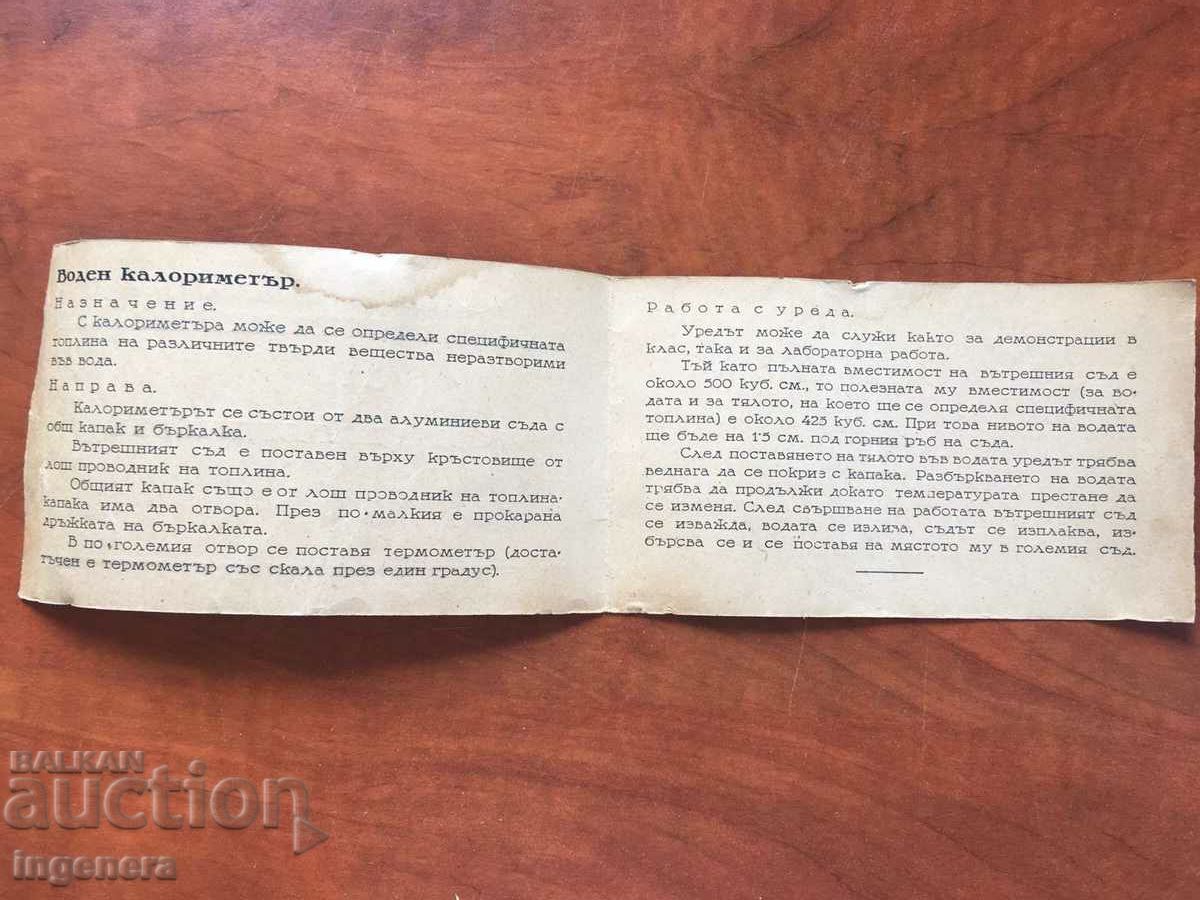 Воден калориметър.
Назначение.
С калориметъра може да се определи специфичната
топлина на различните твърди вещества неразтворими
във вода.
Направа.
Калориметърът се състои от два алуминиеви съда с
общ капак и бъркалка.
Вътрешният съд е поставен върху кръстовище от
лош проводник на топлина.
Общият капак също е от лош проводник на топлина.
капака има два отвора. През по-малкия е прокарана
дръжката на бъркалката.
В по-големия отвор се поставя термометър (доста-
тъчен е термометър със скала през един градус).
Работа с уреда.
Уредът може да служи както за демонстрации в
клас, така и за лабораторна работа.
Тъй като пълната вместимост на вътрешния съд е
около 500 куб. см., то полезната му вместимост (за во-
дата и за тялото, на което ще се определя специфичната
топлина) е около 425 куб. см. При това нивото на водата
ще бъде на 1·5 см. под горния ръб на съда.
След поставянето на тялото във водата уредът трябва
веднага да се покрие с капака. Разбъркването на водата
трябва да продължи докато температурата престане да
се изменя. След свършване на работата вътрешният съд
се изважда, водата се излива, съдът се изплаква, из-
бърсва се и се поставя на мястото му в големия съд.
BALKAN
auction
ingenera